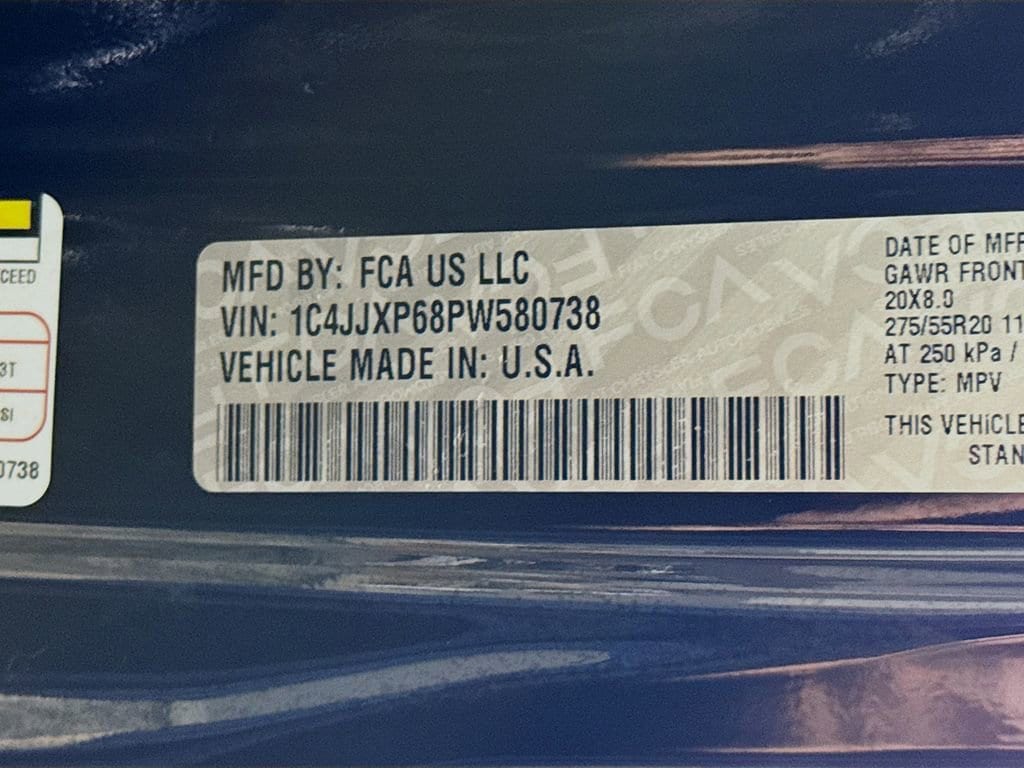 CEED
3T
SI
0738
MFD BY: FCA US LLC
VIN: 1C4JJXP68PW580738
VEHICLE MADE IN: U.S.A.
DATE OF MFR
GAWR FRONT
20X8.0
275/55R20 11
AT 250 kPa /
TYPE: MPV
THIS VEHICLE
STAN